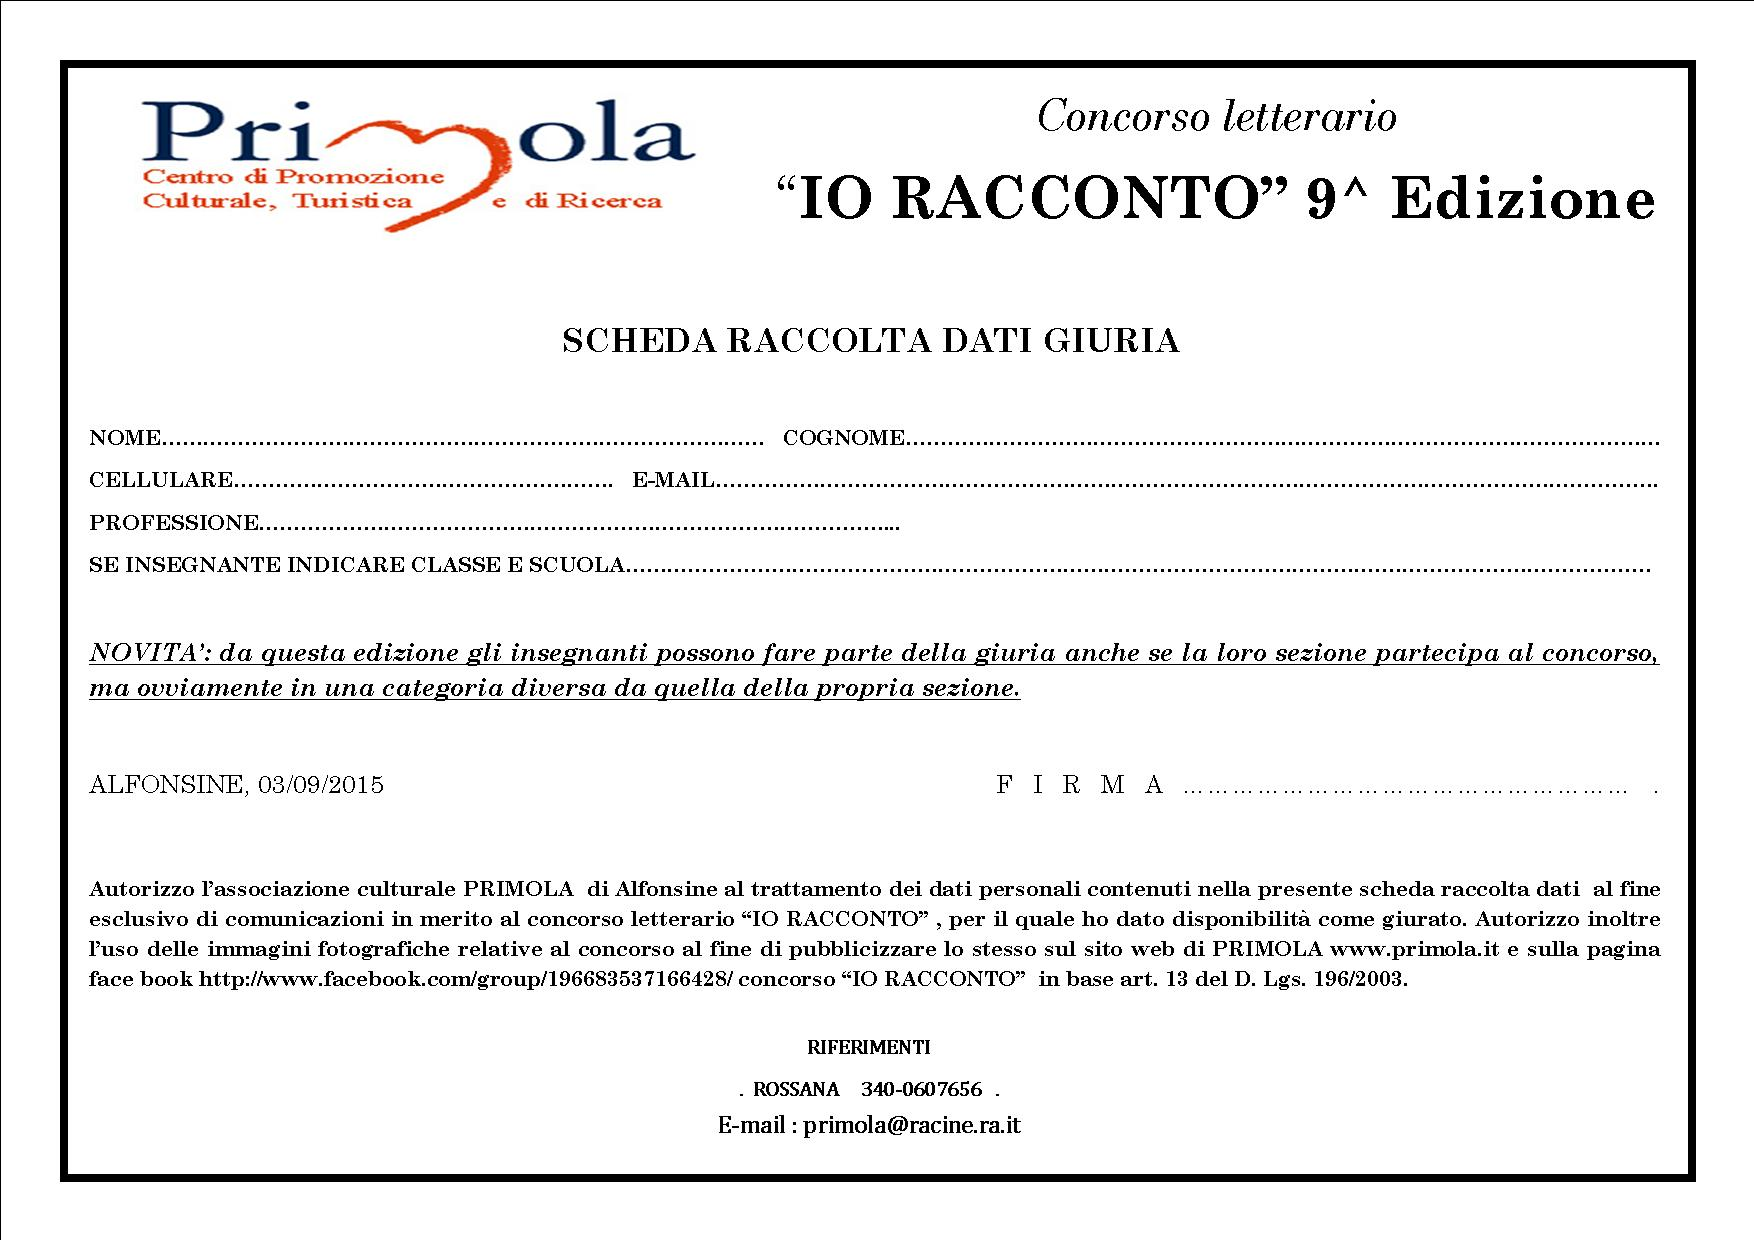 Primola
Centro di Promozione
Culturale, Turistica e di Ricerca
Concorso letterario
“IO RACCONTO” 9^ Edizione
SCHEDA RACCOLTA DATI GIURIA
NOME…………………………………………………………………………… COGNOME………………………………………………………………………………………………
CELLULARE……………………………………………… E-MAIL……………………………………………………………………………………………………………………….
PROFESSIONE………………………………………………………………………………...
SE INSEGNANTE INDICARE CLASSE E SCUOLA…………………………………………………………………………………………………………………………………
NOVITA’: da questa edizione gli insegnanti possono fare parte della giuria anche se la loro sezione partecipa al concorso,
ma ovviamente in una categoria diversa da quella della propria sezione.
ALFONSINE, 03/09/2015 F I R M A ……………………………………………… .
Autorizzo l’associazione culturale PRIMOLA di Alfonsine al trattamento dei dati personali contenuti nella presente scheda raccolta dati al fine
esclusivo di comunicazioni in merito al concorso letterario “IO RACCONTO” , per il quale ho dato disponibilità come giurato. Autorizzo inoltre
l’uso delle immagini fotografiche relative al concorso al fine di pubblicizzare lo stesso sul sito web di PRIMOLA www.primola.it e sulla pagina
face book http://www.facebook.com/group/196683537166428/ concorso “IO RACCONTO” in base art. 13 del D. Lgs. 196/2003.
RIFERIMENTI
. ROSSANA 340-0607656 .
E-mail : primola@racine.ra.it